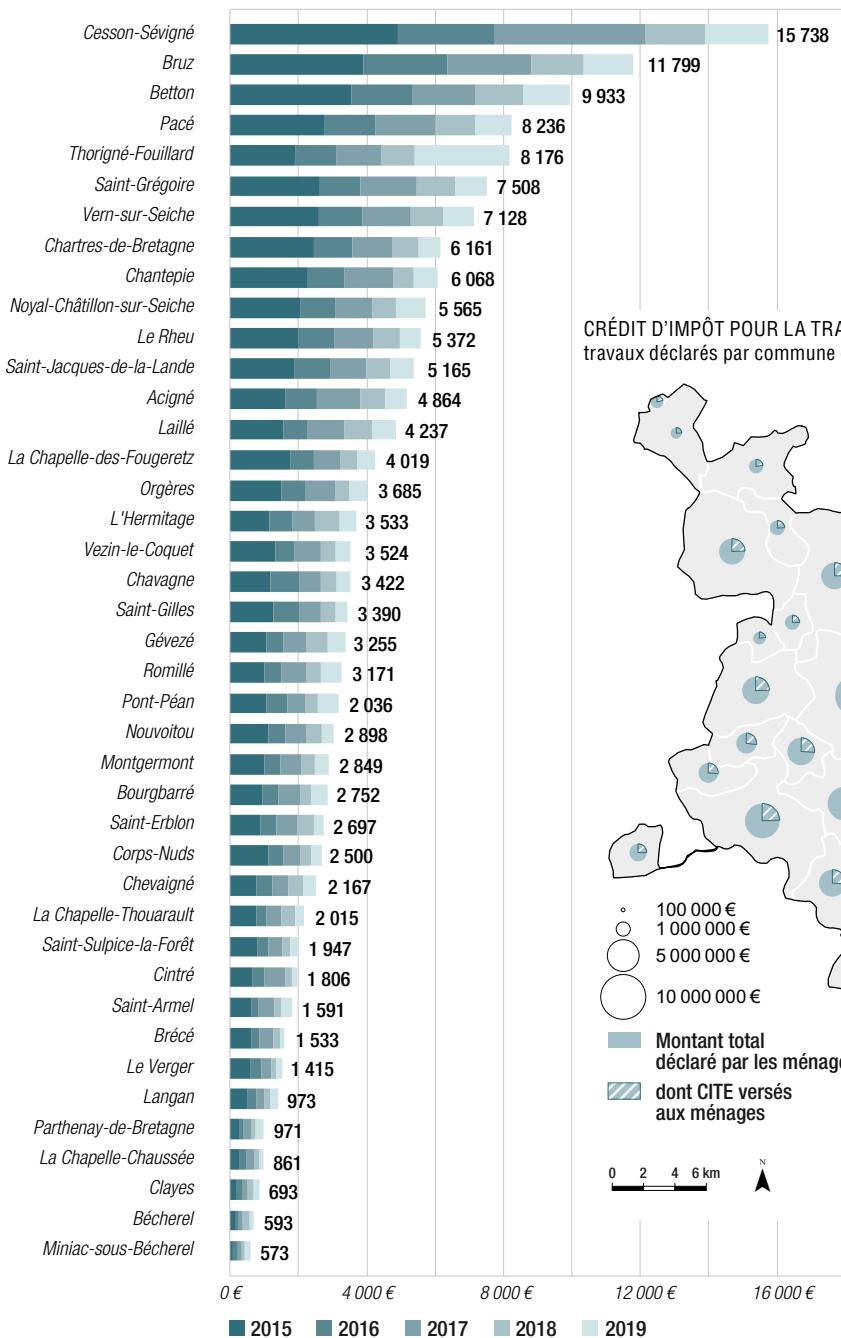 Cesson-Sévigné 15 738
Bruz 11 799
Betton 9 933
Pacé 8 236
Thorigné-Fouillard 8 176
Saint-Grégoire 7 508
Vern-sur-Seiche 7 128
Chartres-de-Bretagne 6 161
Chantepie 6 068
Noyal-Châtillon-sur-Seiche 5 565
Le Rheu 5 372
Saint-Jacques-de-la-Lande 5 165
Acigné 4 864
Laillé 4 237
La Chapelle-des-Fougeretz 4 019
Orgères 3 685
L'Hermitage 3 533
Vezin-le-Coquet 3 524
Chavagne 3 422
Saint-Gilles 3 390
Gévezé 3 255
Romillé 3 171
Pont-Péan 2 036
Nouvoitou 2 898
Montgermont 2 849
Bourgbarré 2 752
Saint-Erblon 2 697
Corps-Nuds 2 500
Chevaigné 2 167
La Chapelle-Thouarault 2 015
Saint-Sulpice-la-Forêt 1 947
Cintré 1 806
Saint-Armel 1 591
Brécé 1 533
Le Verger 1 415
Langan 973
Parthenay-de-Bretagne 971
La Chapelle-Chaussée 861
Clayes 693
Bécherel 593
Miniac-sous-Bécherel 573
0 € 4 000 € 8 000 € 12 000 € 16 000 €
2015 2016 2017 2018 2019
CRÉDIT D'IMPÔT POUR LA TRA
travaux déclarés par commune
100 000 €
1 000 000 €
5 000 000 €
10 000 000 €
Montant total
déclaré par les ménage
dont CITE versés
aux ménages
0 2 4 6 km
N